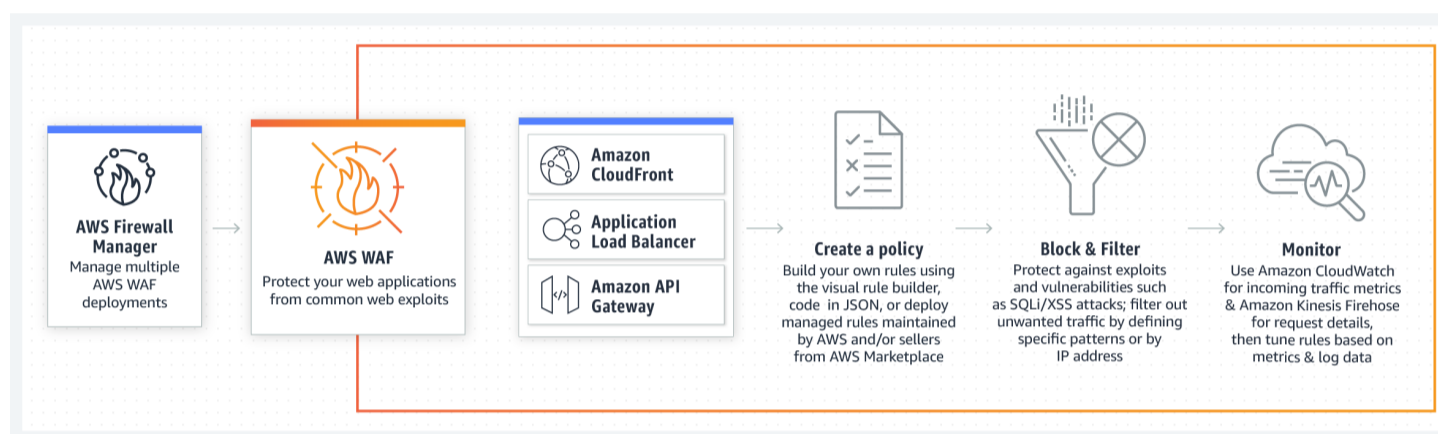 AWS Firewall
Manager
Manage multiple
AWS WAF
deployments
AWS WAF
Protect your web applications
from common web exploits
Amazon
CloudFront
Application
Load Balancer
</>
Amazon API
Gateway
Create a policy
Build your own rules using
the visual rule builder,
code in JSON, or deploy
managed rules maintained
by AWS and/or sellers
from AWS Marketplace
Block & Filter
Protect against exploits
and vulnerabilities such
as SQLi/XSS attacks; filter out
unwanted traffic by defining
specific patterns or by
IP address
Monitor
Use Amazon CloudWatch
for incoming traffic metrics
& Amazon Kinesis Firehose
for request details,
then tune rules based on
metrics & log data